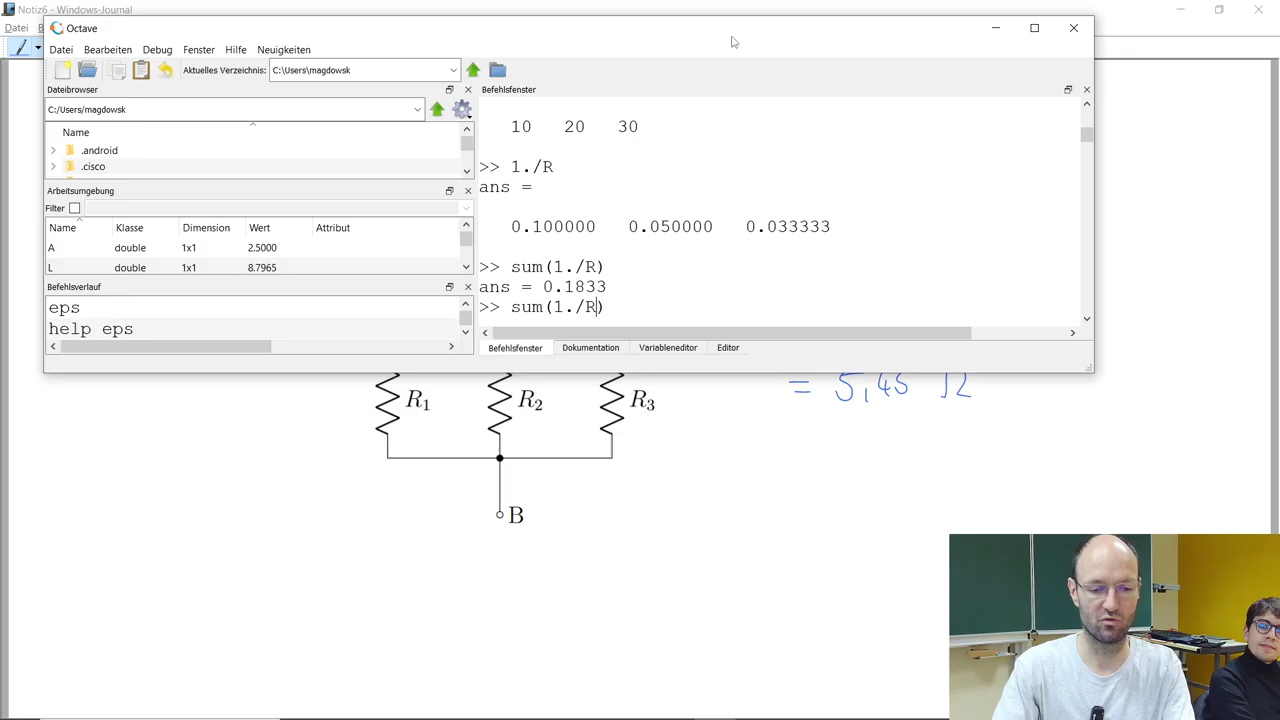 Notiz6 - Windows-Journal
Datei
Octave
Datei Bearbeiten Debug Fenster Hilfe Neuigkeiten
Aktuelles Verzeichnis: C:\Users\magdowsk
Dateibrowser
C:/Users/magdowsk
Name
.android
.cisco
Arbeitsumgebung
Filter
Name Klasse Dimension Wert Attribut
A double 1x1 2.5000
L double 1x1 8.7965
Befehlsverlauf
eps
help eps
Befehlsfenster
10 20 30
>> 1./R
ans =
0.100000 0.050000 0.033333
>> sum(1./R)
ans = 0.1833
>> sum(1./R)
Befehlsfenster Dokumentation Variableneditor Editor
R1 R2 R3
= 5,45 Ω
B